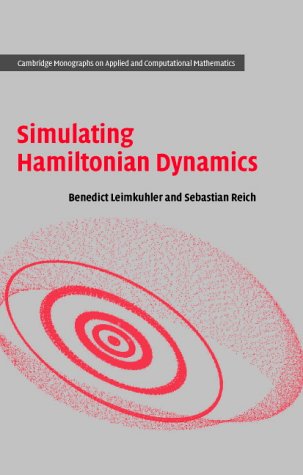 Cambridge Monographs on Applied and Computational Mathematics
Simulating
Hamiltonian Dynamics
Benedict Leimkuhler and Sebastian Reich